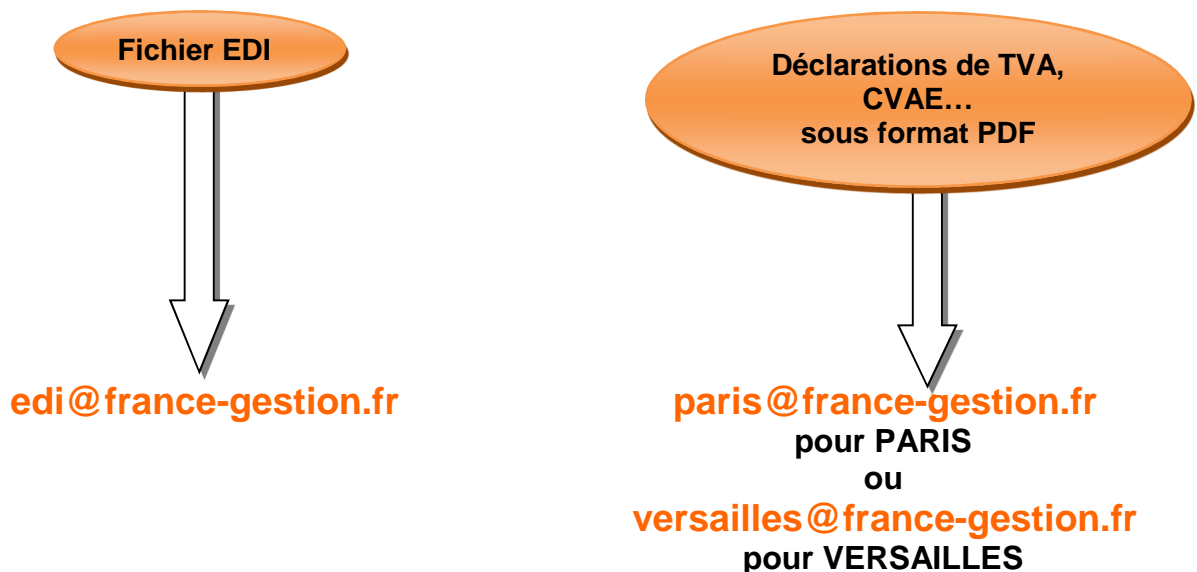 Fichier EDI
edi@france-gestion.fr
Déclarations de TVA,
CVAE…
sous format PDF
paris@france-gestion.fr
pour PARIS
ou
versailles@france-gestion.fr
pour VERSAILLES